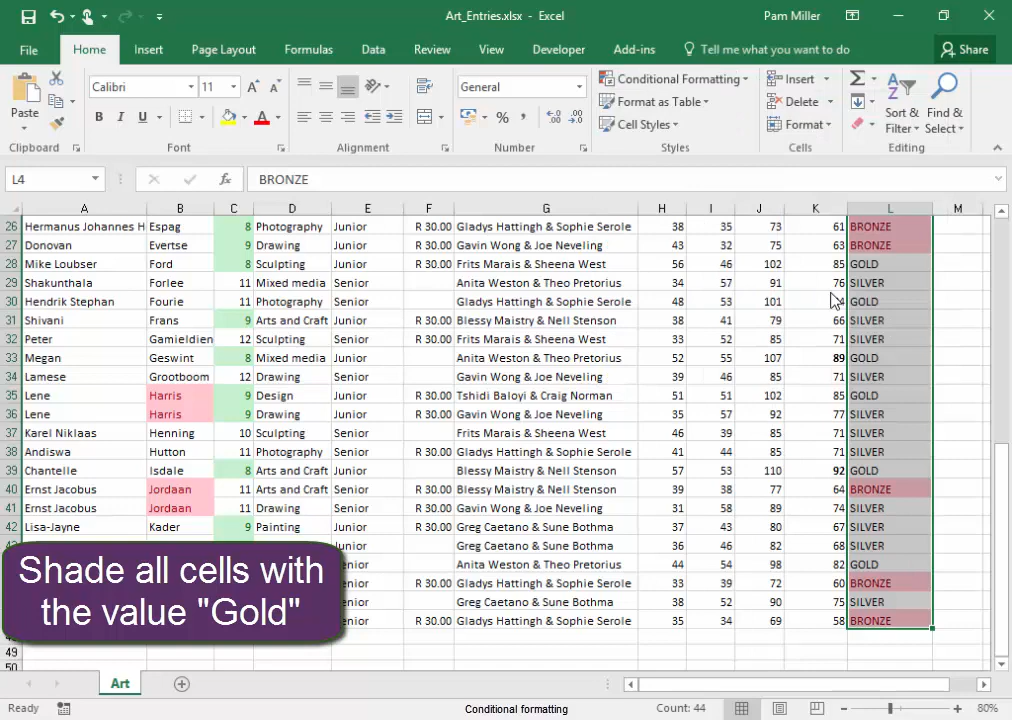 Art_Entries.xlsx - Excel
Pam Miller
File Home Insert Page Layout Formulas Data Review View Developer Add-ins Tell me what you want to do Share
Paste
Calibri 11
General
B I U
Conditional Formatting
Format as Table
Cell Styles
Insert
Delete
Format
Sort & Filter
Find & Select
Clipboard Font Alignment Number Styles Cells Editing
L4 fx BRONZE
A B C D E F G H I J K L M
26 Hermanus Johannes H Espag 8 Photography Junior R 30.00 Gladys Hattingh & Sophie Serole 38 35 73 61 BRONZE
27 Donovan Evertse 9 Drawing Junior R 30.00 Gavin Wong & Joe Neveling 43 32 75 63 BRONZE
28 Mike Loubser Ford 8 Sculpting Junior R 30.00 Frits Marais & Sheena West 56 46 102 85 GOLD
29 Shakunthala Forlee 11 Mixed media Senior Anita Weston & Theo Pretorius 34 57 91 76 SILVER
30 Hendrik Stephan Fourie 11 Photography Senior Gladys Hattingh & Sophie Serole 48 53 101 4 GOLD
31 Shivani Frans 9 Arts and Craft Junior R 30.00 Blessy Maistry & Nell Stenson 38 41 79 66 SILVER
32 Peter Gamieldien 12 Sculpting Senior Frits Marais & Sheena West 33 52 85 71 SILVER
33 Megan Geswint 8 Mixed media Junior R 30.00 Anita Weston & Theo Pretorius 52 55 107 89 GOLD
34 Lamese Grootboom 12 Drawing Senior Gavin Wong & Joe Neveling 39 46 85 71 SILVER
35 Lene Harris 9 Design Junior R 30.00 Tshidi Baloyi & Craig Norman 51 51 102 85 GOLD
36 Lene Harris 9 Drawing Junior R 30.00 Gavin Wong & Joe Neveling 35 57 92 77 SILVER
37 Karel Niklaas Henning 10 Sculpting Senior Frits Marais & Sheena West 46 39 85 71 SILVER
38 Andiswa Hutton 11 Photography Senior R 30.00 Gladys Hattingh & Sophie Serole 41 44 85 71 SILVER
39 Chantelle Isdale 8 Arts and Craft Junior Blessy Maistry & Nell Stenson 57 53 110 92 GOLD
40 Ernst Jacobus Jordaan 11 Arts and Craft Senior R 30.00 Blessy Maistry & Nell Stenson 39 38 77 64 BRONZE
41 Ernst Jacobus Jordaan 11 Drawing Senior R 30.00 Gavin Wong & Joe Neveling 31 58 89 74 SILVER
42 Lisa-Jayne Kader 9 Painting Junior R 30.00 Greg Caetano & Sune Bothma 37 43 80 67 SILVER
enior Greg Caetano & Sune Bothma 36 46 82 68 SILVER
enior Anita Weston & Theo Pretorius 44 54 98 82 GOLD
enior R 30.00 Gladys Hattingh & Sophie Serole 33 39 72 60 BRONZE
enior Greg Caetano & Sune Bothma 38 52 90 75 SILVER
enior R 30.00 Gladys Hattingh & Sophie Serole 35 34 69 58 BRONZE
Shade all cells with
the value "Gold"
49
50
Art
Ready Conditional formatting Count: 44 80%